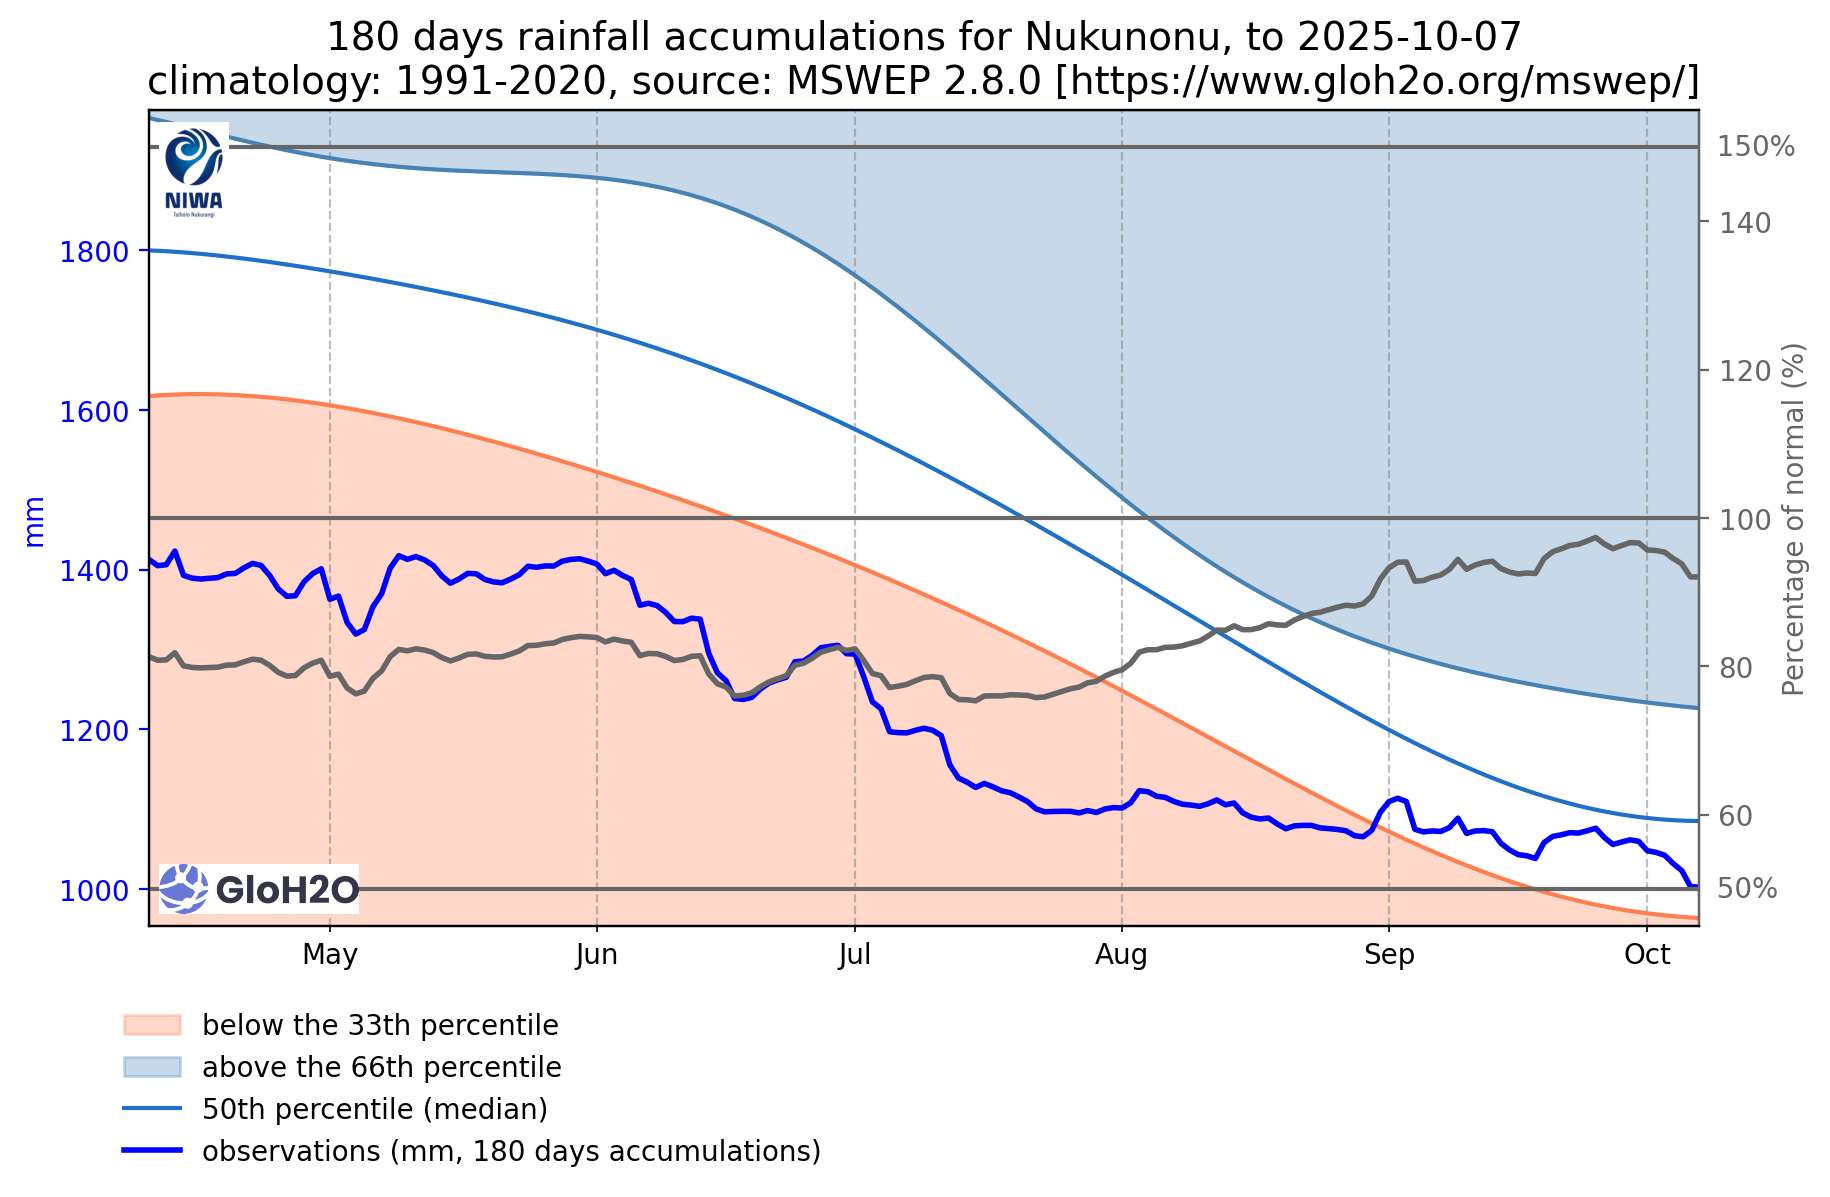 180 days rainfall accumulations for Nukunonu, to 2025-10-07
climatology: 1991-2020, source: MSWEP 2.8.0 [https://www.gloh2o.org/mswep/]
NIWA
Taihoro Nukurangi
1800
1600
1400
1200
1000
mm
150%
140
120
100
80
60
50%
Percentage of normal (%)
GloH2O
May Jun Jul Aug Sep Oct
below the 33th percentile
above the 66th percentile
50th percentile (median)
observations (mm, 180 days accumulations)